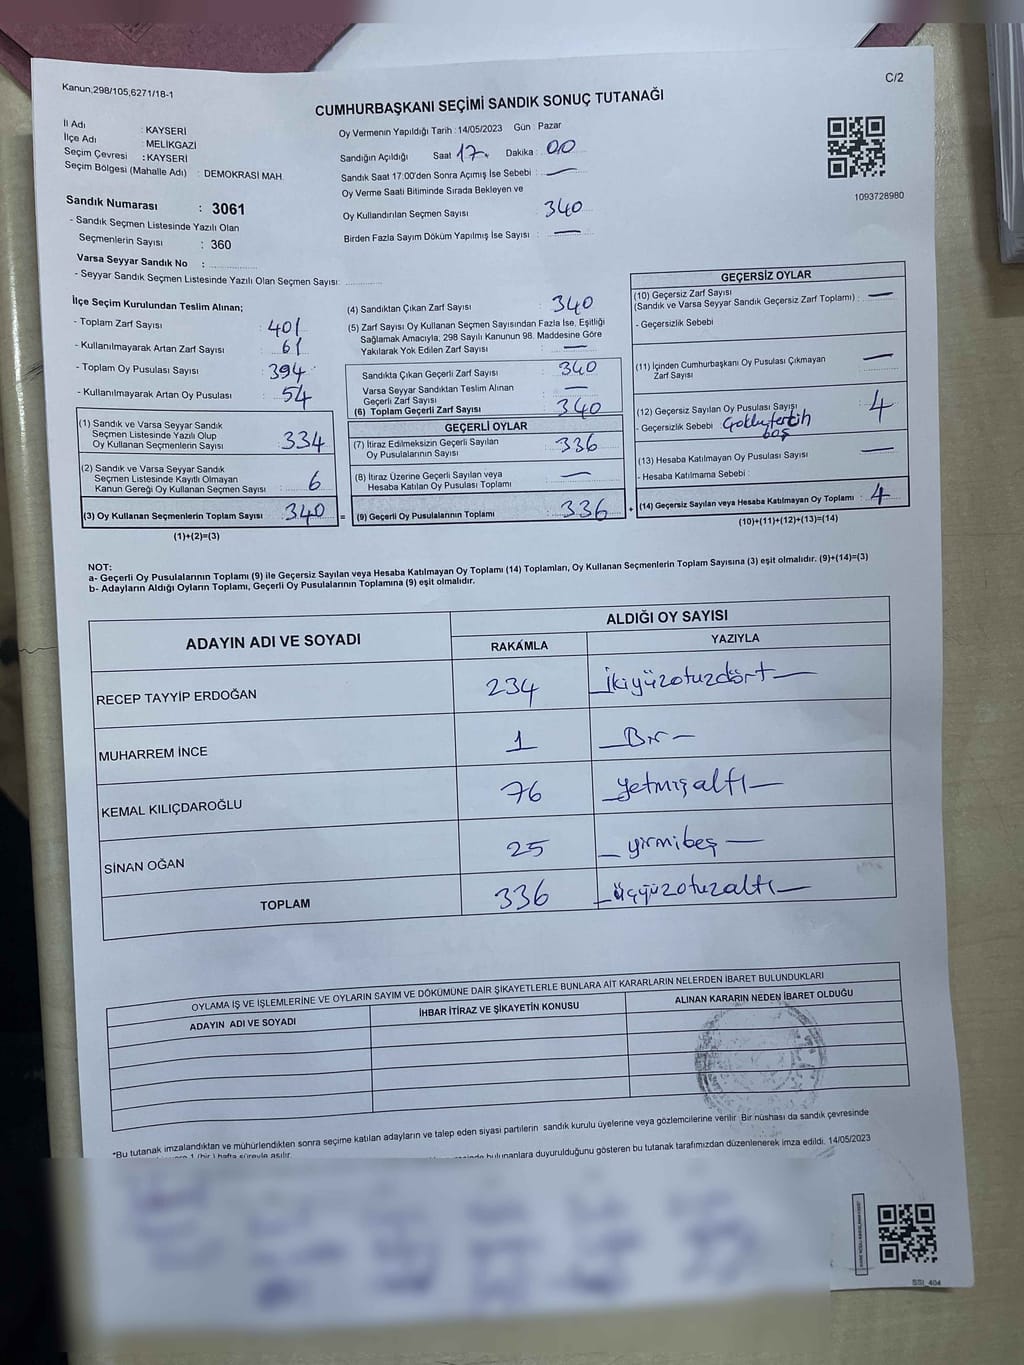 Kanun;298/105,6271/18-1
C/2
CUMHURBAŞKANI SEÇİMİ SANDIK SONUÇ TUTANAĞI
İl Adı : KAYSERİ
İlçe Adı : MELİKGAZİ
Seçim Çevresi : KAYSERİ
Seçim Bölgesi (Mahalle Adı) : DEMOKRASİ MAH.
Sandık Numarası : 3061
- Sandık Seçmen Listesinde Yazılı Olan
Seçmenlerin Sayısı : 360
Varsa Seyyar Sandık No :
- Seyyar Sandık Seçmen Listesinde Yazılı Olan Seçmen Sayısı:
Oy Vermenin Yapıldığı Tarih : 14/05/2023 Gün : Pazar
Sandığın Açıldığı Saat 17. Dakika : 00
Sandık Saat 17:00'den Sonra Açımış İse Sebebi : —
Oy Verme Saati Bitiminde Sırada Bekleyen ve
Oy Kullandırılan Seçmen Sayısı 340
Birden Fazla Sayım Döküm Yapılmış İse Sayısı : —
1093728980
İlçe Seçim Kurulundan Teslim Alınan;
- Toplam Zarf Sayısı : 401
- Kullanılmayarak Artan Zarf Sayısı : 61
- Toplam Oy Pusulası Sayısı : 394
- Kullanılmayarak Artan Oy Pusulası : 54
(1) Sandık ve Varsa Seyyar Sandık
Seçmen Listesinde Yazılı Olup
Oy Kullanan Seçmenlerin Sayısı : 334
(2) Sandık ve Varsa Seyyar Sandık
Seçmen Listesinde Kayıtlı Olmayan
Kanun Gereği Oy Kullanan Seçmen Sayısı : 6
(3) Oy Kullanan Seçmenlerin Toplam Sayısı : 340 =
(1)+(2)=(3)
(4) Sandıktan Çıkan Zarf Sayısı : 340
(5) Zarf Sayısı Oy Kullanan Seçmen Sayısından Fazla İse, Eşitliği
Sağlamak Amacıyla, 298 Sayılı Kanunun 98. Maddesine Göre
Yakılarak Yok Edilen Zarf Sayısı : —
Sandıkta Çıkan Geçerli Zarf Sayısı : 340
Varsa Seyyar Sandıktan Teslim Alınan
Geçerli Zarf Sayısı : —
(6) Toplam Geçerli Zarf Sayısı : 340
GEÇERLİ OYLAR
(7) İtiraz Edilmeksizin Geçerli Sayılan
Oy Pusulalarının Sayısı : 336
(8) İtiraz Üzerine Geçerli Sayılan veya
Hesaba Katılan Oy Pusulası Toplamı : —
(9) Geçerli Oy Pusulalarının Toplamı : 336 +
GEÇERSİZ OYLAR
(10) Geçersiz Zarf Sayısı
(Sandık ve Varsa Seyyar Sandık Geçersiz Zarf Toplamı) : —
- Geçersizlik Sebebi
(11) İçinden Cumhurbaşkanı Oy Pusulası Çıkmayan
Zarf Sayısı : —
(12) Geçersiz Sayılan Oy Pusulası Sayısı : 4
- Geçersizlik Sebebi Çoklu tercih
boş
(13) Hesaba Katılmayan Oy Pusulası Sayısı : —
- Hesaba Katılmama Sebebi :
(14) Geçersiz Sayılan veya Hesaba Katılmayan Oy Toplamı : 4
(10)+(11)+(12)+(13)=(14)
NOT:
a- Geçerli Oy Pusulalarının Toplamı (9) ile Geçersiz Sayılan veya Hesaba Katılmayan Oy Toplamı (14) Toplamları, Oy Kullanan Seçmenlerin Toplam Sayısına (3) eşit olmalıdır. (9)+(14)=(3)
b- Adayların Aldığı Oyların Toplamı, Geçerli Oy Pusulalarının Toplamına (9) eşit olmalıdır.
ADAYIN ADI VE SOYADI
ALDIĞI OY SAYISI
RAKAMLA YAZIYLA
RECEP TAYYİP ERDOĞAN 234 İkiyüzotuzdört
MUHARREM İNCE 1 Bir
KEMAL KILIÇDAROĞLU 76 yetmişaltı
SİNAN OĞAN 25 yirmibeş
TOPLAM 336 üçyüzotuzaltı
OYLAMA İŞ VE İŞLEMLERİNE VE OYLARIN SAYIM VE DÖKÜMÜNE DAİR ŞİKAYETLERLE BUNLARA AİT KARARLARIN NELERDEN İBARET BULUNDUKLARI
ADAYIN ADI VE SOYADI İHBAR İTİRAZ VE ŞİKAYETİN KONUSU ALINAN KARARIN NEDEN İBARET OLDUĞU
*Bu tutanak imzalandıktan ve mühürlendikten sonra seçime katılan adayların ve talep eden siyasi partilerin sandık kurulu üyelerine veya gözlemcilerine verilir. Bir nüshası da sandık çevresinde
1 (bir) hafta süreyle asılır.
bulunanlara duyurulduğunu gösteren bu tutanak tarafımızdan düzenlenerek imza edildi. 14/05/2023
SSI_404